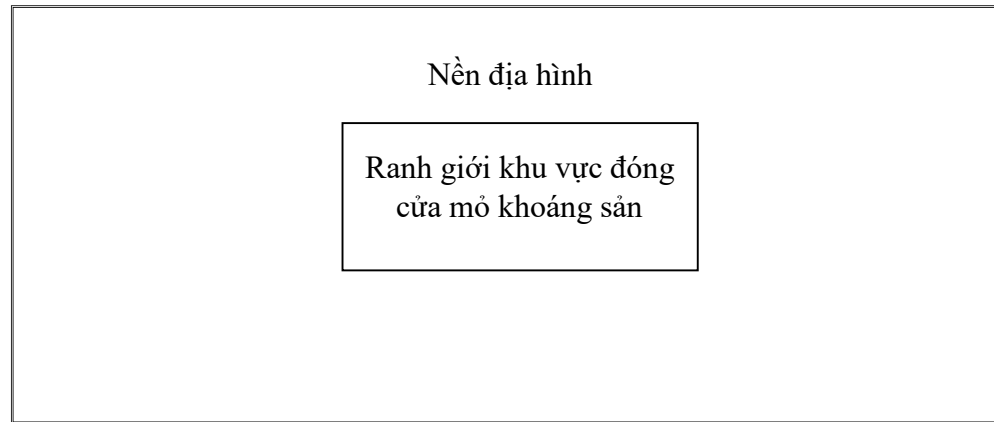 Nền địa hình
Ranh giới khu vực đóng
cửa mỏ khoáng sản